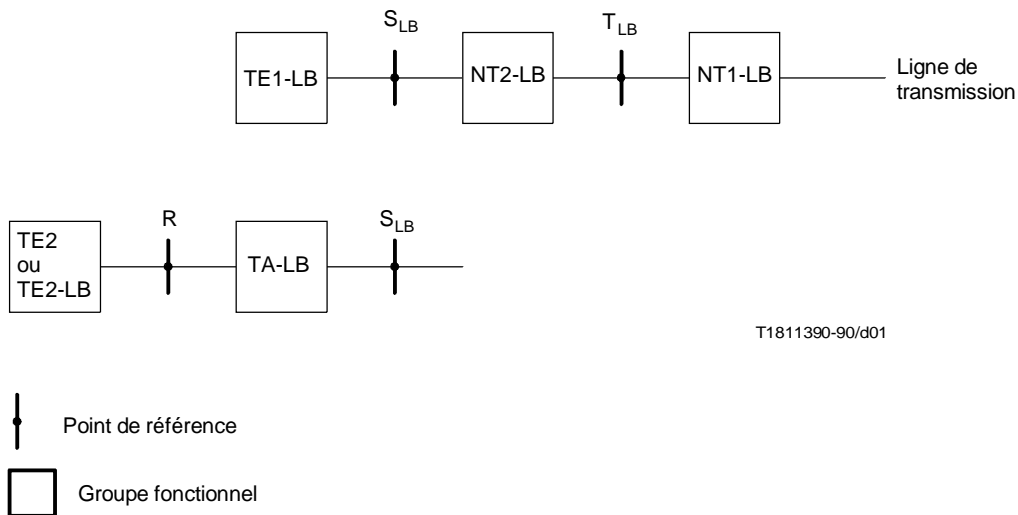 S_LB
T_LB
TE1-LB
NT2-LB
NT1-LB
Ligne de
transmission
R
S_LB
TE2
ou
TE2-LB
TA-LB
T1811390-90/d01
Point de référence
Groupe fonctionnel